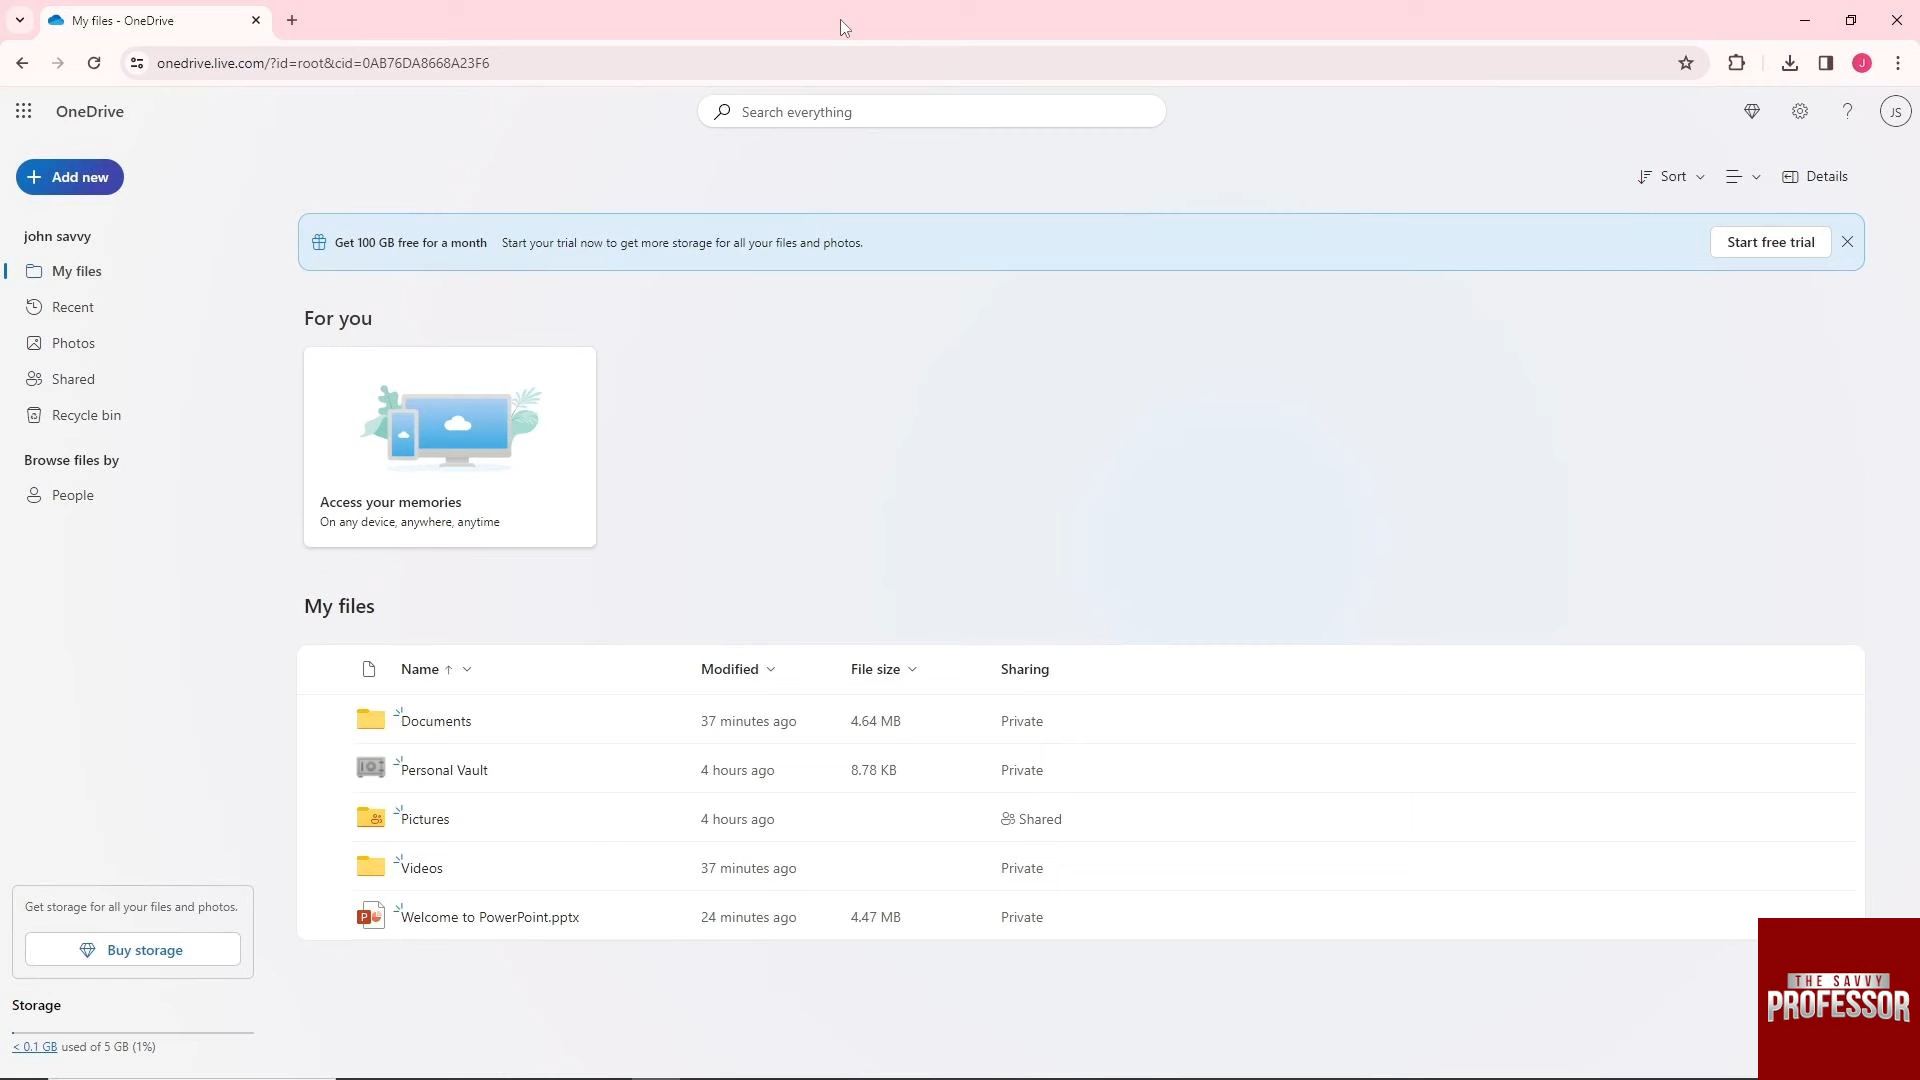 My files - OneDrive
onedrive.live.com/?id=root&cid=0AB76DA8668A23F6
J
OneDrive
Search everything
JS
Add new
Sort
Details
john savvy
My files
Recent
Photos
Shared
Recycle bin
Browse files by
People
Get 100 GB free for a month Start your trial now to get more storage for all your files and photos.
Start free trial
For you
Access your memories
On any device, anywhere, anytime
My files
Name Modified File size Sharing
Documents 37 minutes ago 4.64 MB Private
Personal Vault 4 hours ago 8.78 KB Private
Pictures 4 hours ago Shared
Videos 37 minutes ago Private
P Welcome to PowerPoint.pptx 24 minutes ago 4.47 MB Private
Get storage for all your files and photos.
Buy storage
Storage
< 0.1 GB used of 5 GB (1%)
THE SAVVY
PROFESSOR